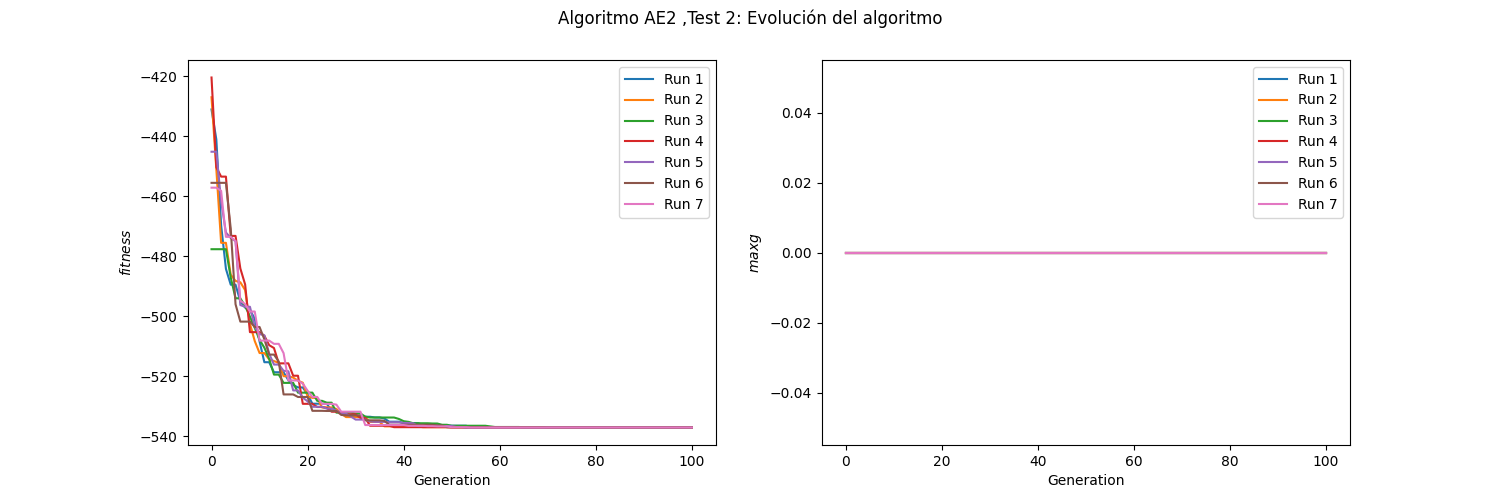 Algoritmo AE2 ,Test 2: Evolución del algoritmo
−420
−440
−460
−480
−500
−520
−540
fitness
0
20
40
60
80
100
Generation
Run 1
Run 2
Run 3
Run 4
Run 5
Run 6
Run 7
0.04
0.02
0.00
−0.02
−0.04
maxg
0
20
40
60
80
100
Generation
Run 1
Run 2
Run 3
Run 4
Run 5
Run 6
Run 7